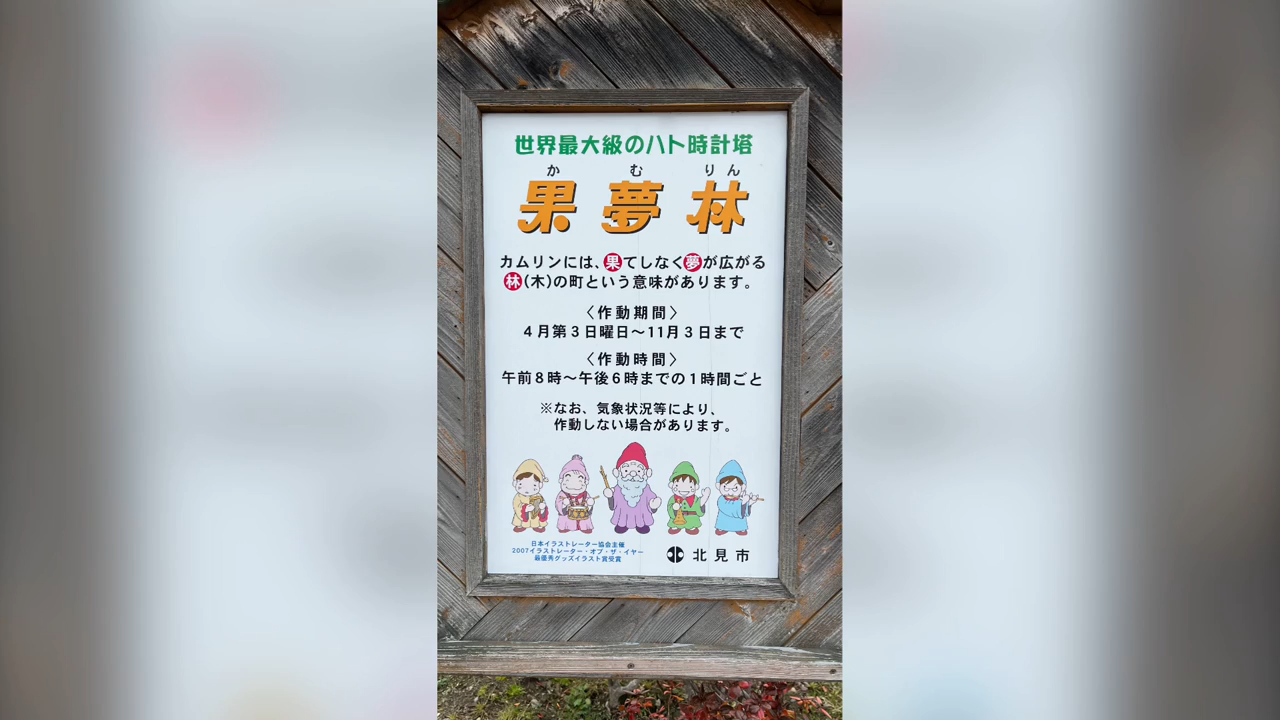 世界最大級のハト時計塔
か む りん
果夢林
カムリンには、果てしなく夢が広がる
林(木)の町という意味があります。
〈作動期間〉
4月第3日曜日〜11月3日まで
〈作動時間〉
午前8時〜午後6時までの1時間ごと
※なお、気象状況等により、
作動しない場合があります。
日本イラストレーター協会主催
2007イラストレーター・オブ・ザ・イヤー
最優秀グッズイラスト賞受賞
北見市